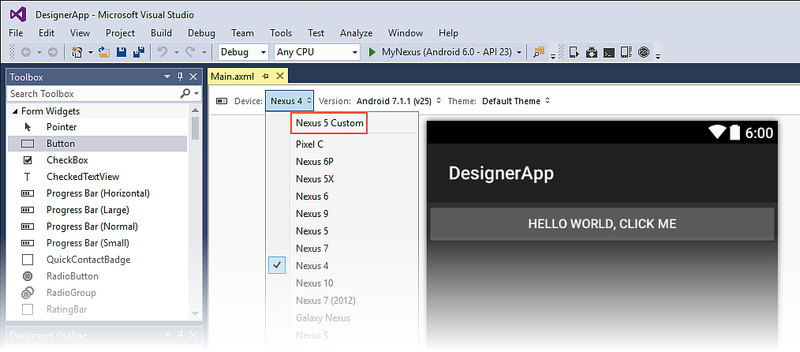 DesignerApp - Microsoft Visual Studio
File Edit View Project Build Debug Team Tools Test Analyze Window Help
Debug Any CPU MyNexus (Android 6.0 - API 23)
Toolbox
Main.axml
Search Toolbox
Device: Nexus 4 Version: Android 7.1.1 (v25) Theme: Default Theme
Form Widgets
Pointer
Button
CheckBox
CheckedTextView
Progress Bar (Horizontal)
Progress Bar (Large)
Progress Bar (Normal)
Progress Bar (Small)
QuickContactBadge
RadioButton
RadioGroup
RatingBar
Document Outline
Nexus 5 Custom
Pixel C
Nexus 6P
Nexus 5X
Nexus 6
Nexus 9
Nexus 5
Nexus 7
Nexus 4
Nexus 10
Nexus 7 (2012)
Galaxy Nexus
Nexus S
6:00
DesignerApp
HELLO WORLD, CLICK ME